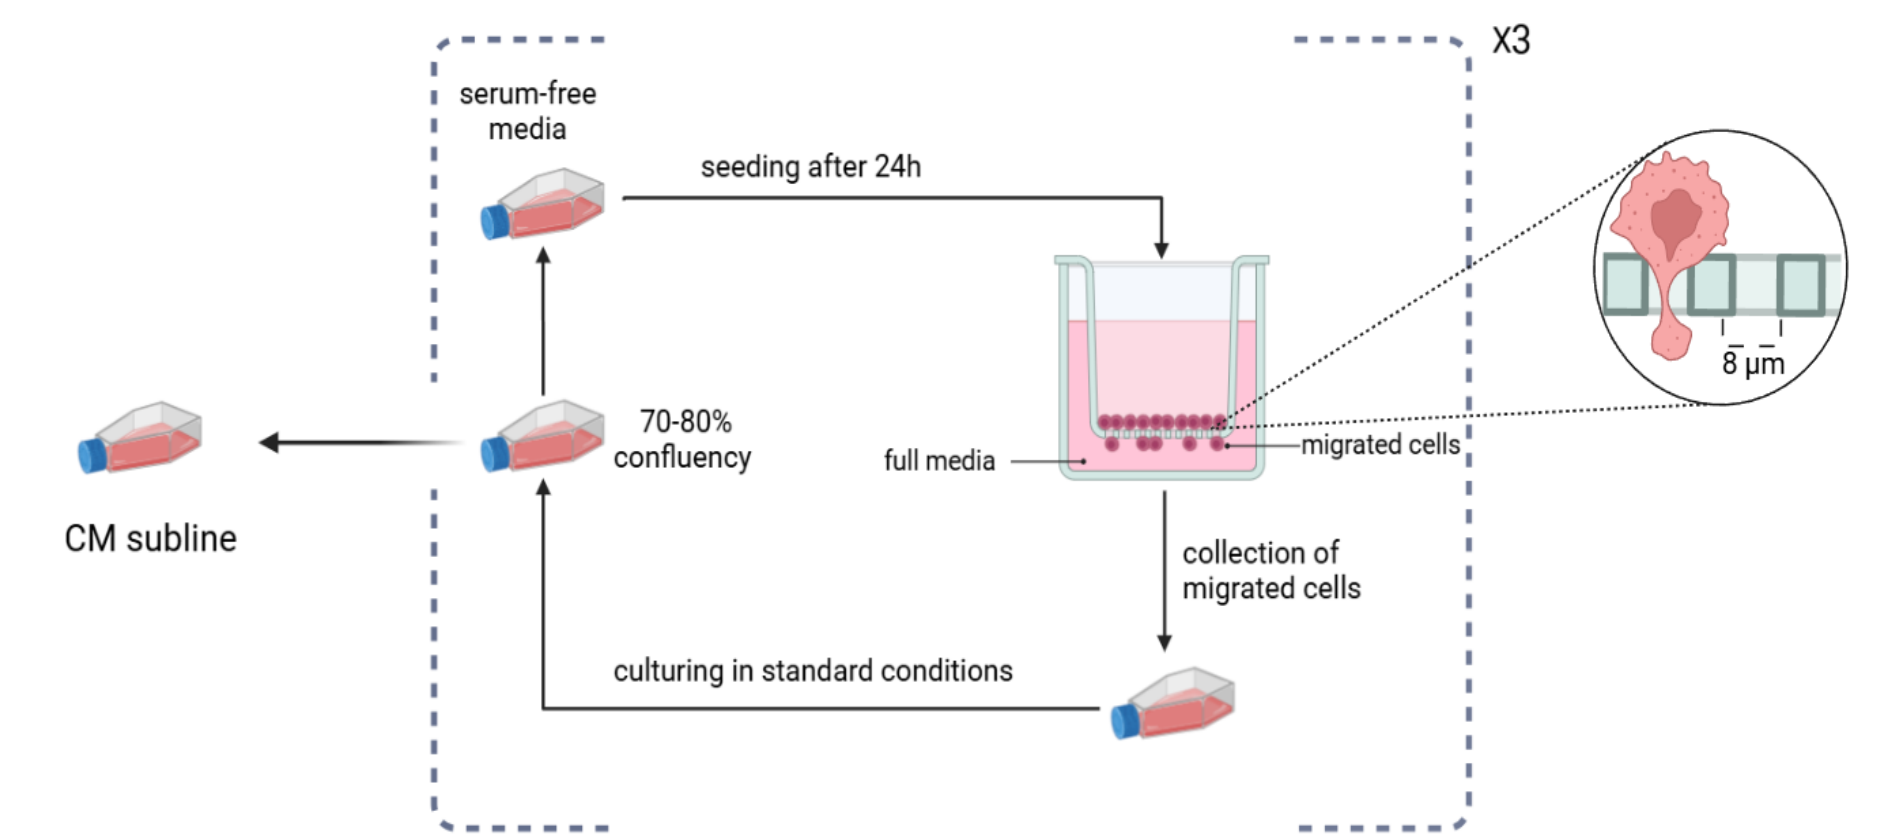 X3
serum-free
media
seeding after 24h
8 µm
70-80%
confluency
full media
migrated cells
CM subline
collection of
migrated cells
culturing in standard conditions